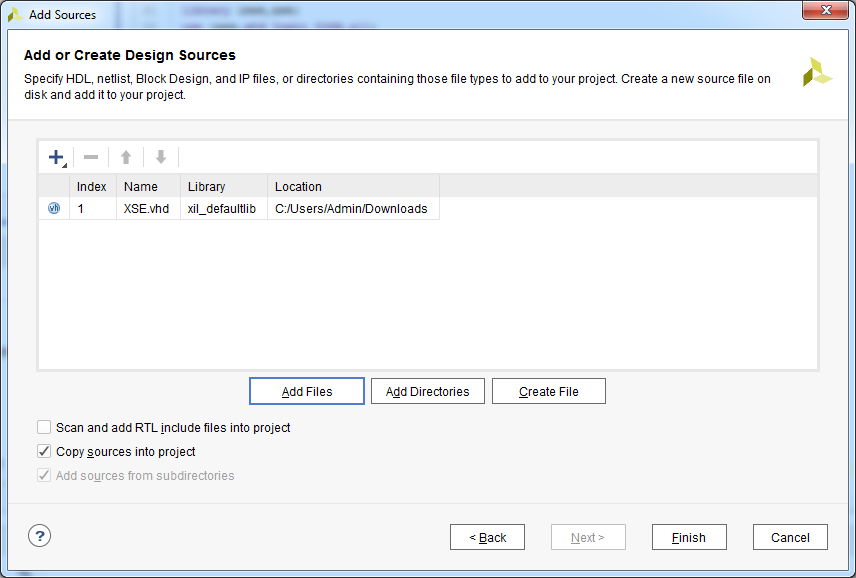 Add Sources
Add or Create Design Sources
Specify HDL, netlist, Block Design, and IP files, or directories containing those file types to add to your project. Create a new source file on
disk and add it to your project.
Index Name Library Location
1 XSE.vhd xil_defaultlib C:/Users/Admin/Downloads
Add Files Add Directories Create File
Scan and add RTL include files into project
Copy sources into project
Add sources from subdirectories
? < Back Next > Finish Cancel